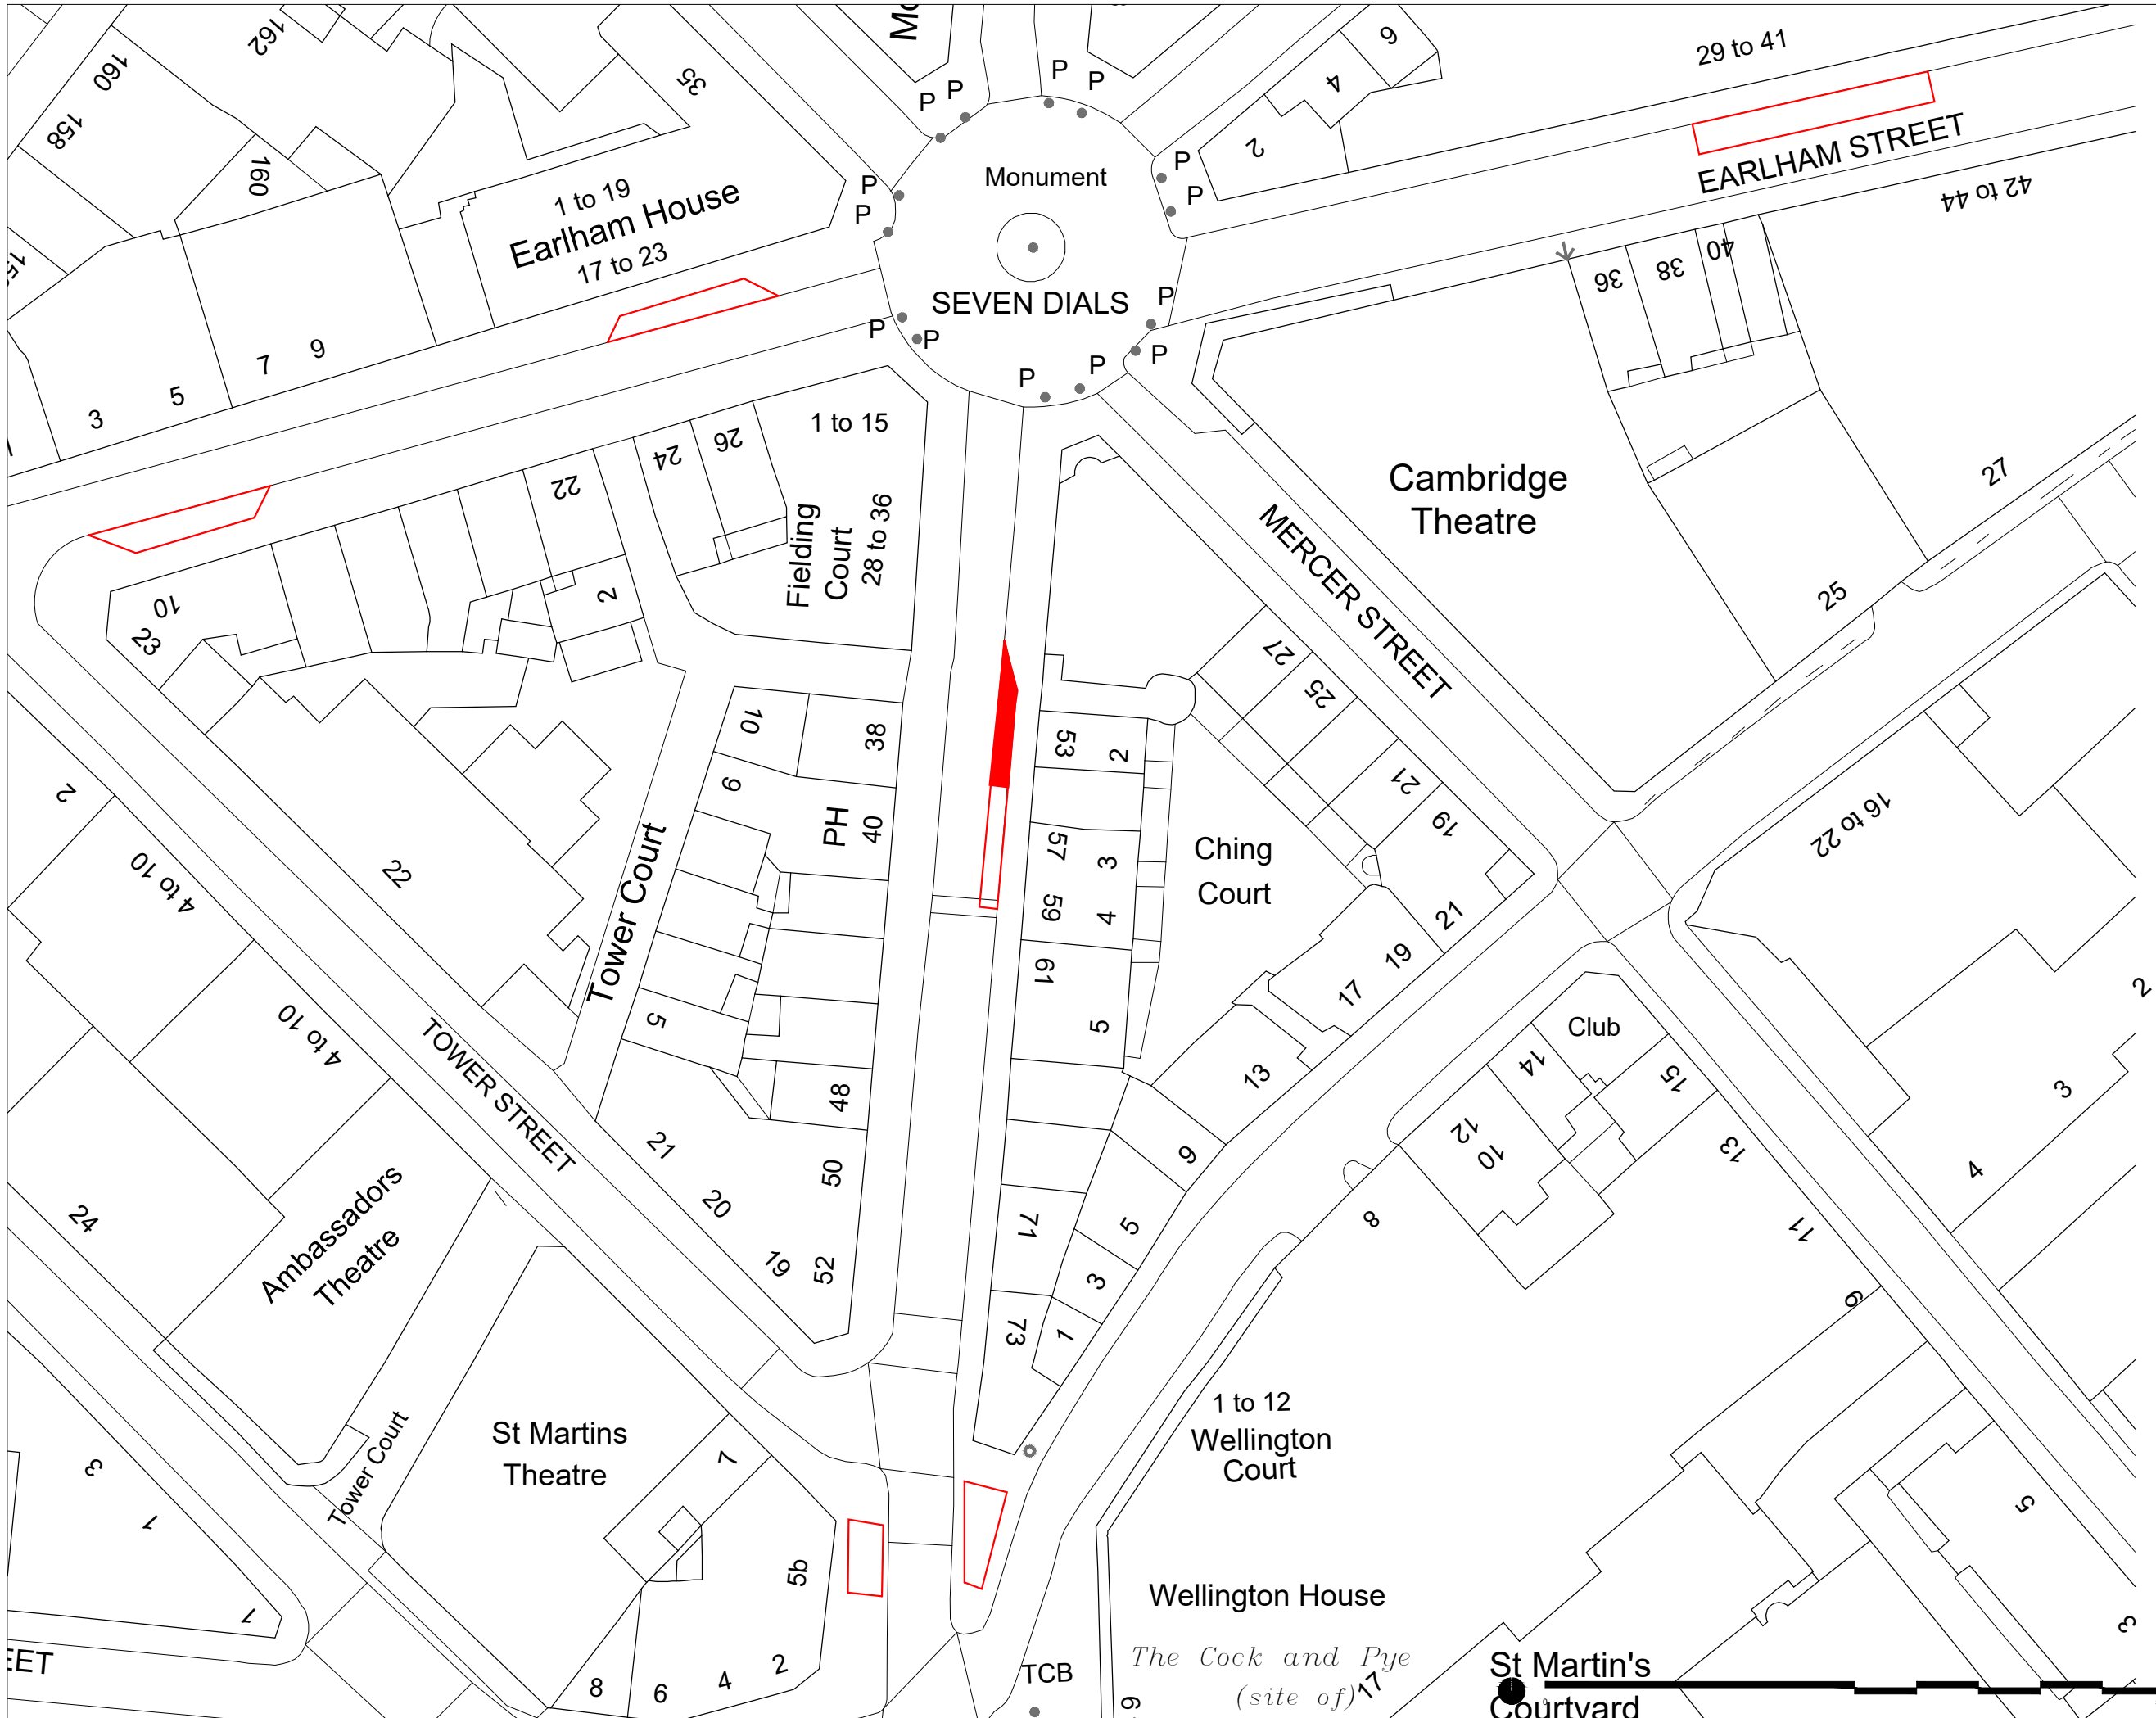 162
160
158
160
35
6
4
2
29 to 41
EARLHAM STREET
42 to 44
P
P
P
P
P
P
P
P
P
P
P
P
P
P
Monument
SEVEN DIALS
1 to 19
Earlham House
17 to 23
3
5
7
9
36
38
40
1 to 15
24
26
22
Fielding
Court
28 to 36
Cambridge
Theatre
27
25
MERCER STREET
10
23
2
27
25
21
19
21
10
38
9
PH
40
53
2
57
3
59
4
61
5
Ching
Court
16 to 22
2
4 to 10
4 to 10
22
Tower Court
5
TOWER STREET
48
50
52
21
20
19
19
17
13
9
5
3
1
71
73
Club
14
15
12
10
8
13
11
9
2
3
4
24
Ambassadors
Theatre
Tower Court
St Martins
Theatre
7
5b
3
1
1
EET
8
6
4
2
1 to 12
Wellington
Court
Wellington House
The Cock and Pye
(site of)
TCB
17
9
5
3
St Martin's
Courtyard
0